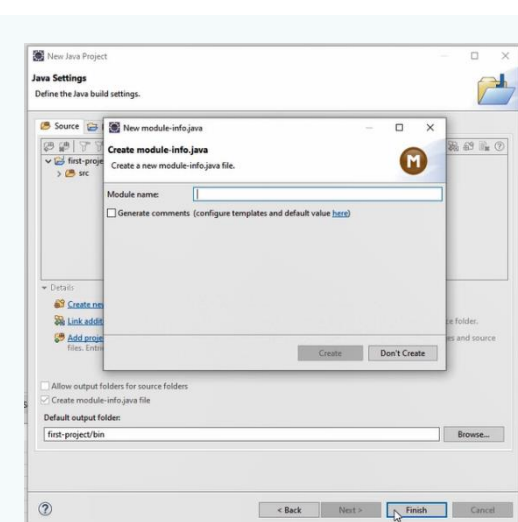 New Java Project
Java Settings
Define the Java build settings.
Source
New module-info.java
Create module-info.java
Create a new module-info.java file.
M
first-proje
src
Module name:
Generate comments (configure templates and default value here)
Details
Create ne
Link addit
ce folder.
Add proje
es and source
files. Entri
Create
Don't Create
Allow output folders for source folders
Create module-info.java file
Default output folder:
first-project/bin
Browse...
?
< Back
Next >
Finish
Cancel